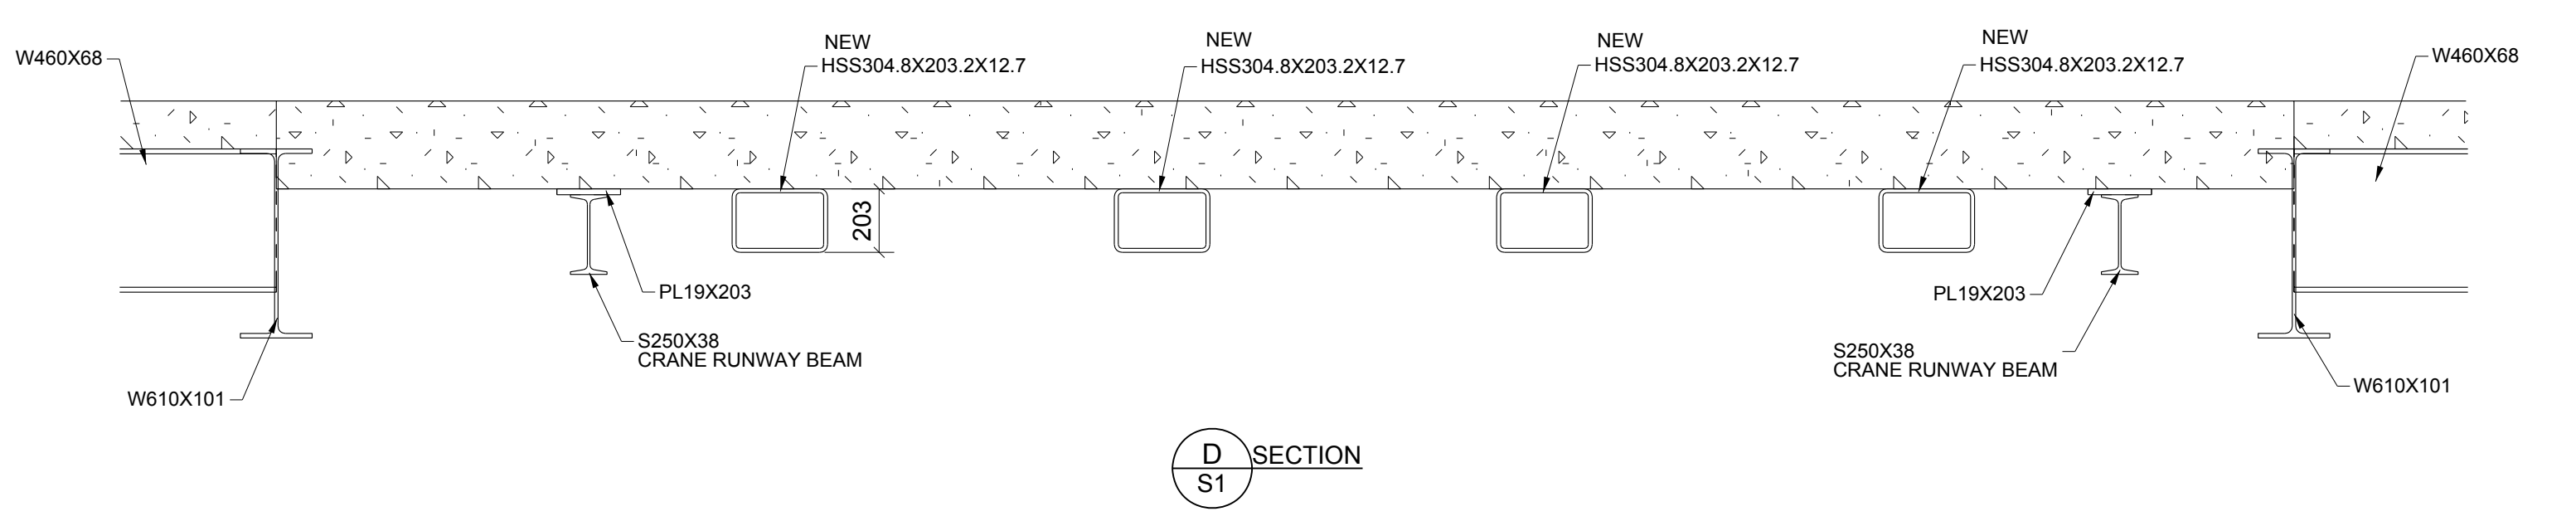 W460X68
NEW
HSS304.8X203.2X12.7
NEW
HSS304.8X203.2X12.7
NEW
HSS304.8X203.2X12.7
NEW
HSS304.8X203.2X12.7
W460X68
203
PL19X203
S250X38
CRANE RUNWAY BEAM
W610X101
PL19X203
S250X38
CRANE RUNWAY BEAM
W610X101
D
S1
SECTION